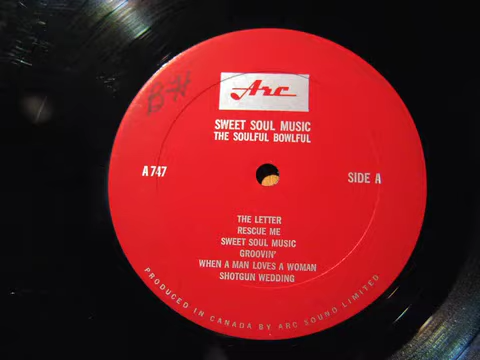 Arc
SWEET SOUL MUSIC
THE SOULFUL BOWLFUL
A 747
SIDE A
THE LETTER
RESCUE ME
SWEET SOUL MUSIC
GROOVIN'
WHEN A MAN LOVES A WOMAN
SHOTGUN WEDDING
PRODUCED IN CANADA BY ARC SOUND LIMITED